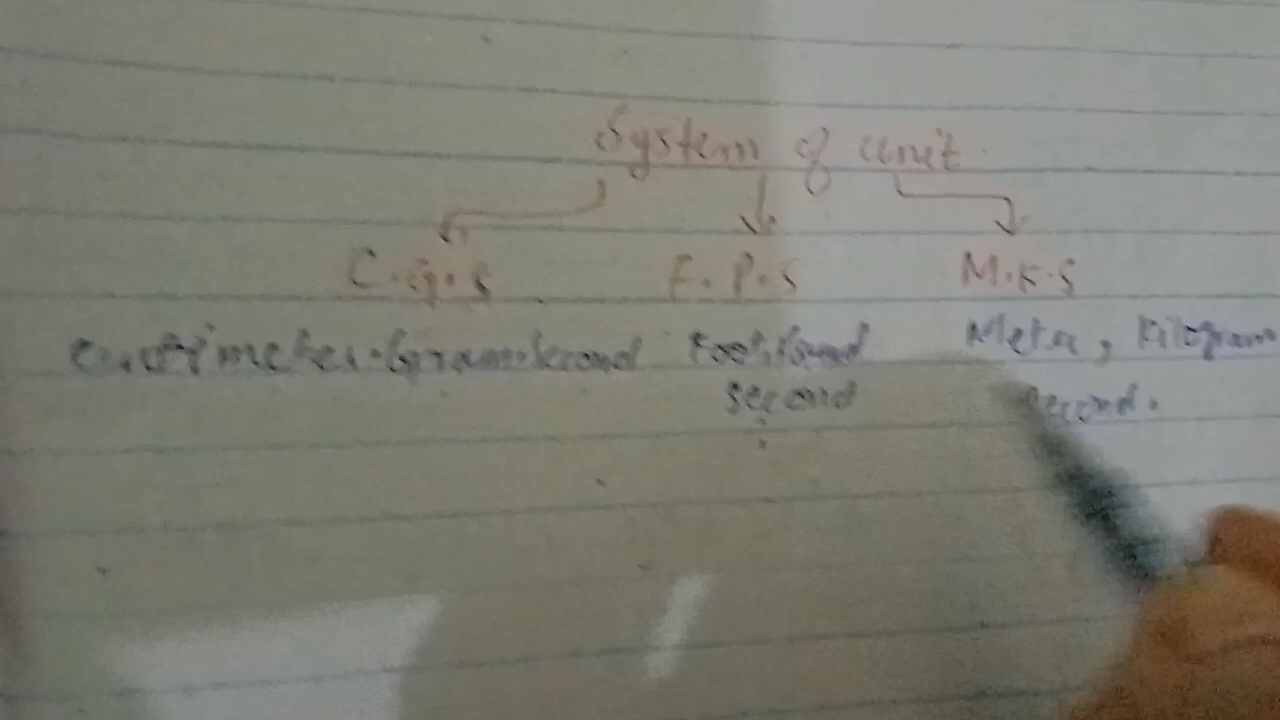 System of unit
C.G.S F.P.S M.K.S
Centimeter.Gram.Second Foot.Pound Meter, Kilogram
second second.